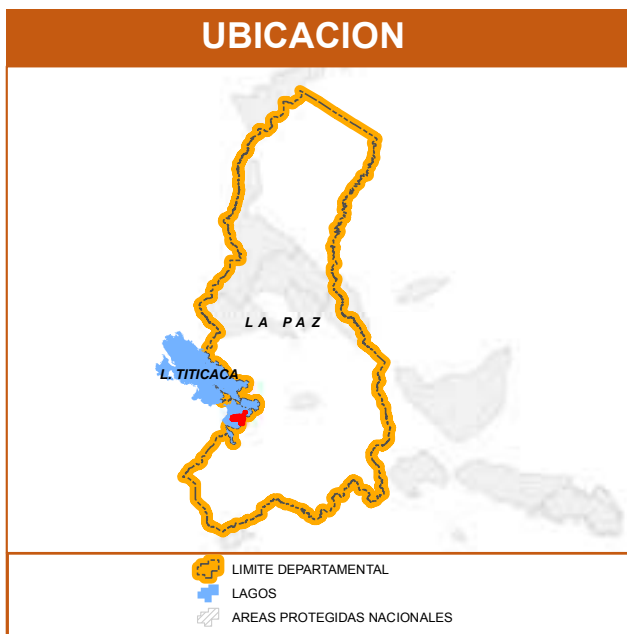 UBICACION
LA PAZ
L. TITICACA
LIMITE DEPARTAMENTAL
LAGOS
AREAS PROTEGIDAS NACIONALES